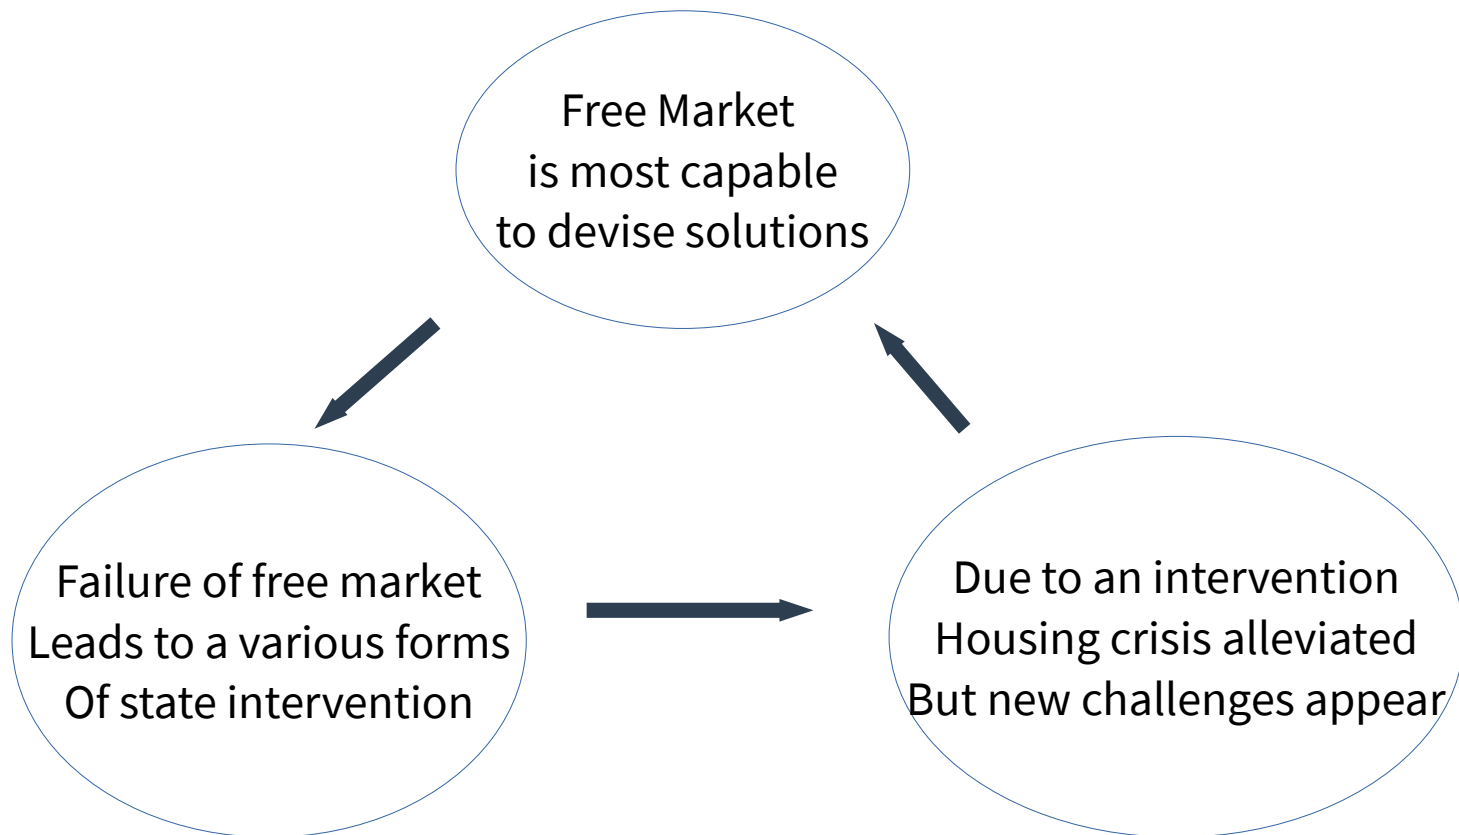 Free Market
is most capable
to devise solutions
Failure of free market
Leads to a various forms
Of state intervention
Due to an intervention
Housing crisis alleviated
But new challenges appear